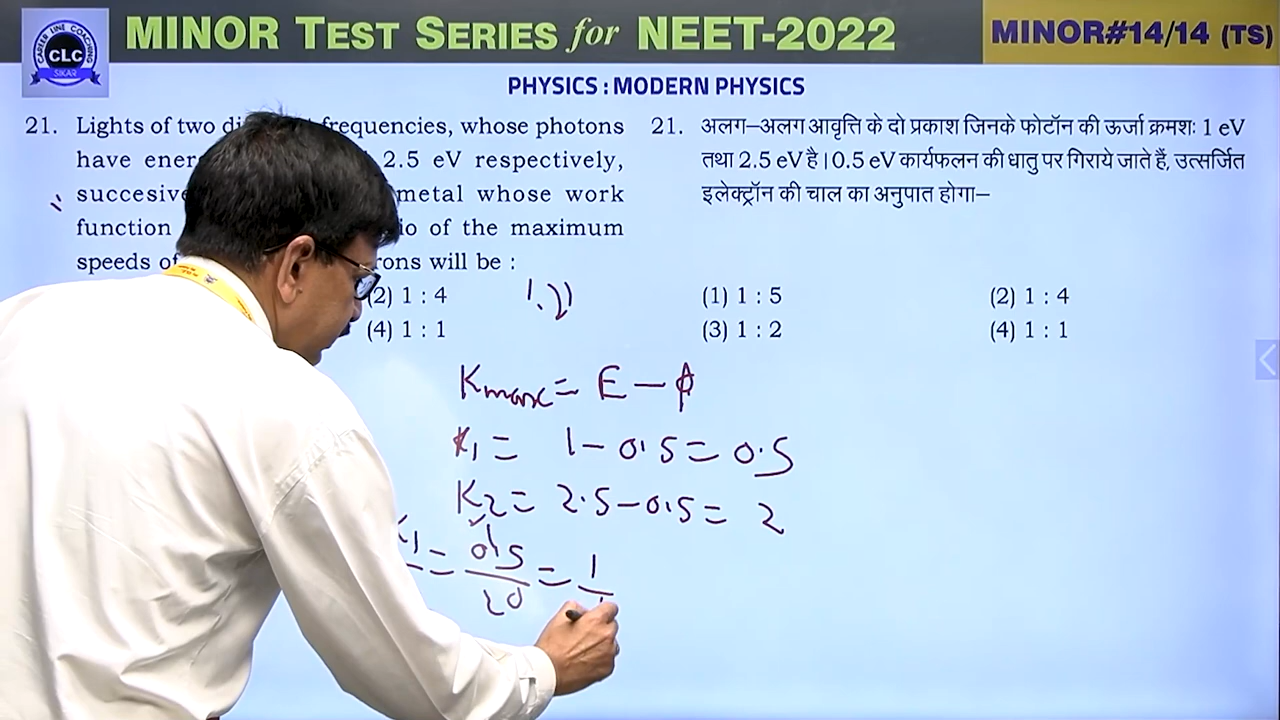 MINOR TEST SERIES for NEET-2022
MINOR#14/14 (TS)
CAREER LINE COACHING
CLC
SIKAR
PHYSICS : MODERN PHYSICS
21. Lights of two frequencies, whose photons
have 2.5 eV respectively,
metal whose work
function of the maximum
speeds will be :
(2) 1 : 4
(4) 1 : 1
21. अलग–अलग आवृत्ति के दो प्रकाश जिनके फोटॉन की ऊर्जा क्रमशः 1 eV
तथा 2.5 eV है। 0.5 eV कार्यफलन की धातु पर गिराये जाते हैं, उत्सर्जित
इलेक्ट्रॉन की चाल का अनुपात होगा–
(1) 1 : 5 (2) 1 : 4
(3) 1 : 2 (4) 1 : 1
Kmax = E – ϕ
K1 = 1 – 0.5 = 0.5
K2 = 2.5 – 0.5 = 2
= 0.5 / 20 = 1